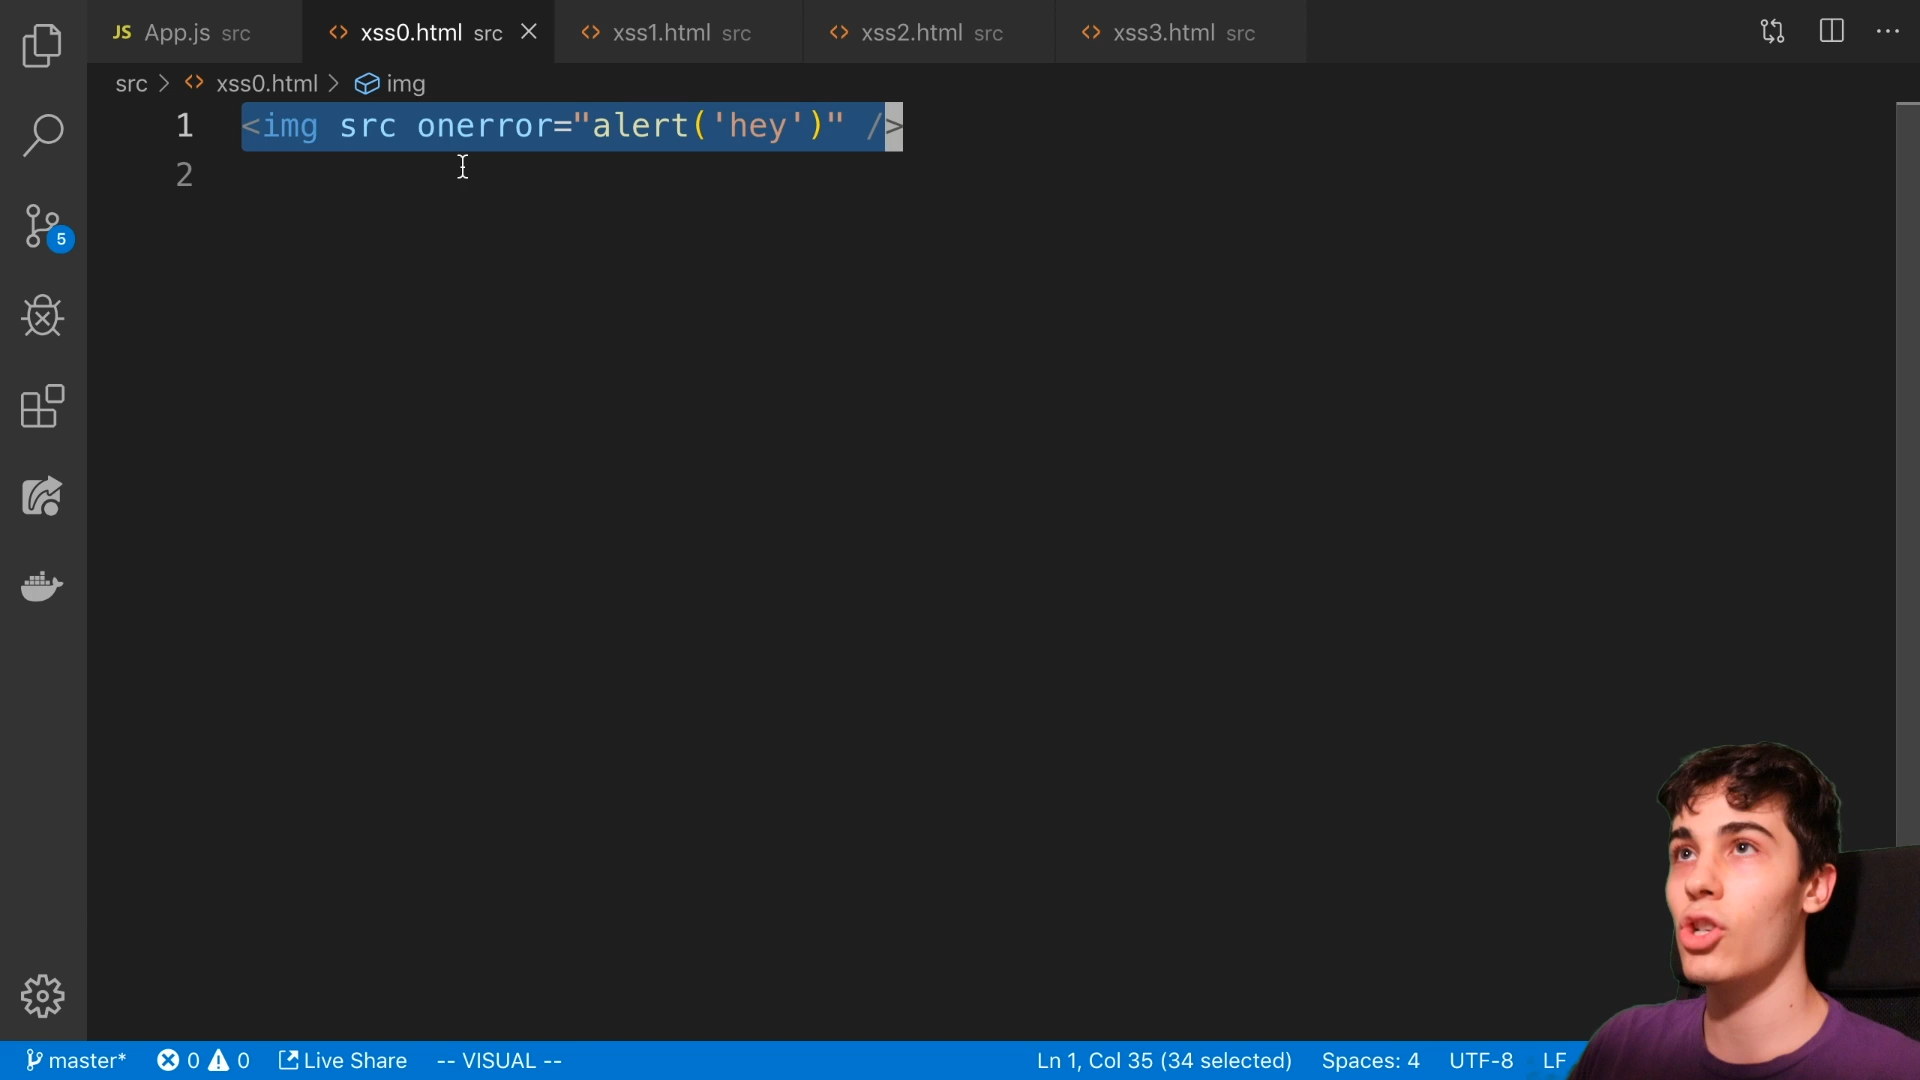 JS App.js src
xss0.html src
xss1.html src
xss2.html src
xss3.html src
src > xss0.html > img
1 <img src onerror="alert('hey')" />
2
5
master* 0 0 Live Share -- VISUAL -- Ln 1, Col 35 (34 selected) Spaces: 4 UTF-8 LF